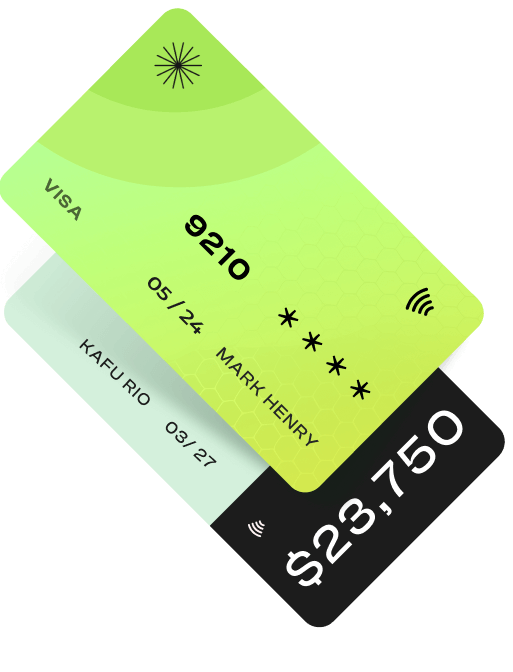 VISA
9210
* * * *
05 / 24
MARK HENRY
KAFU RIO
03/ 27
$23,750